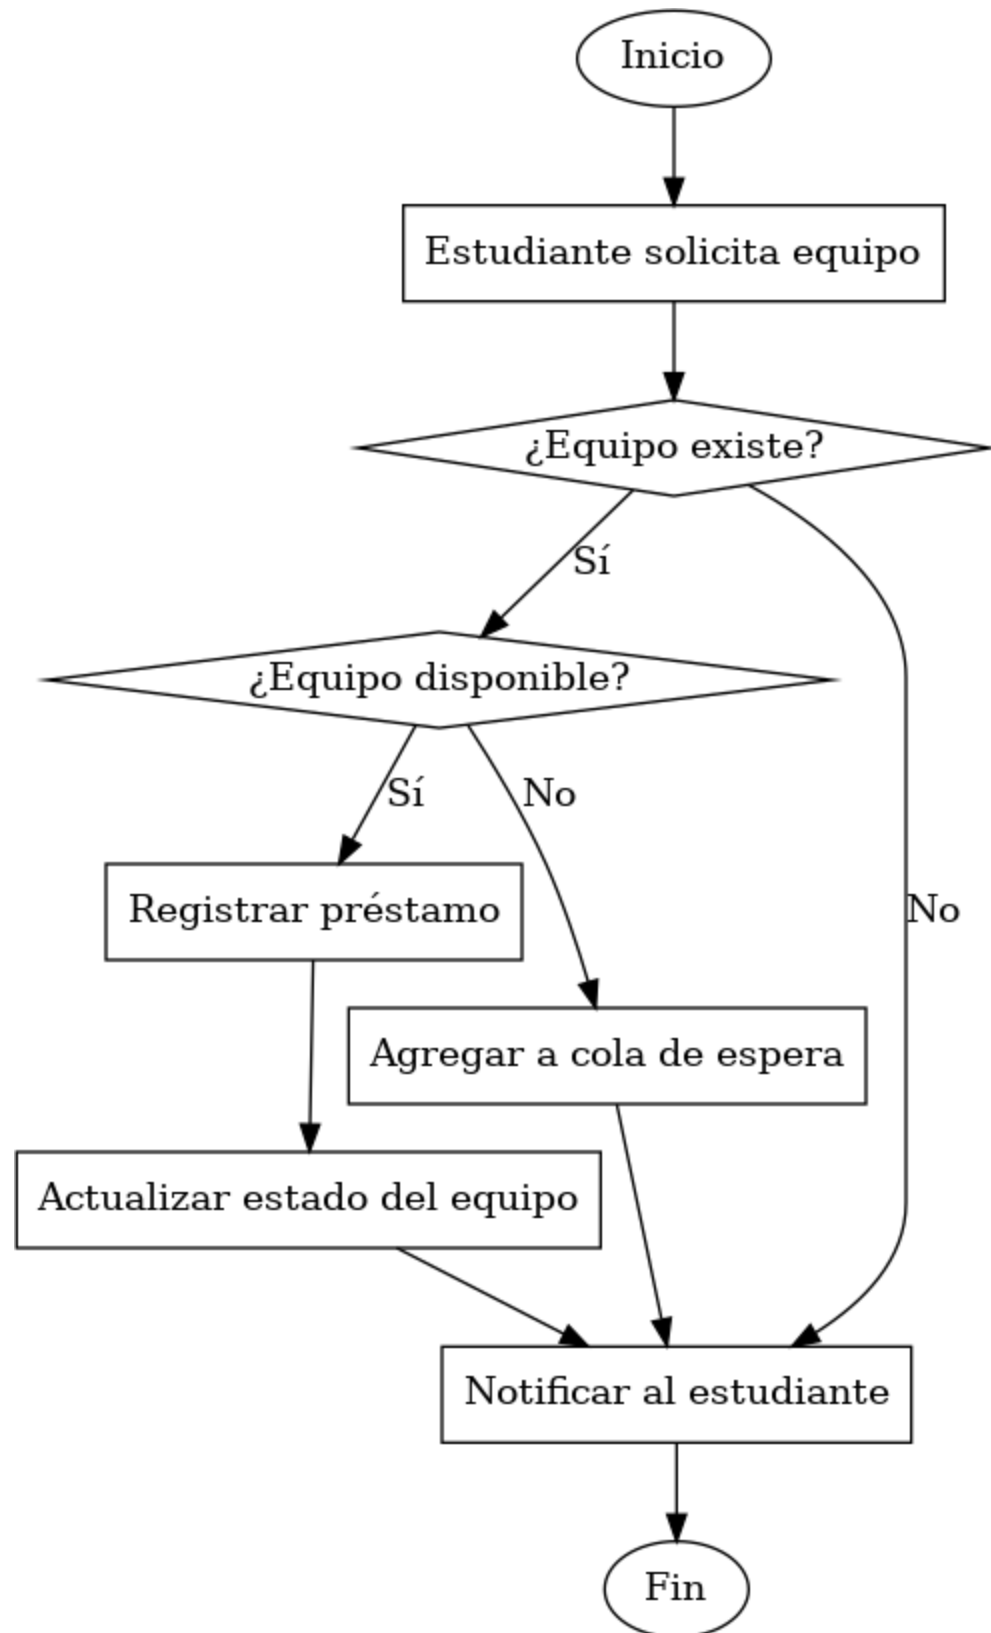 Inicio
Estudiante solicita equipo
¿Equipo existe?
Sí
¿Equipo disponible?
Sí
No
Registrar préstamo
No
Agregar a cola de espera
Actualizar estado del equipo
Notificar al estudiante
Fin